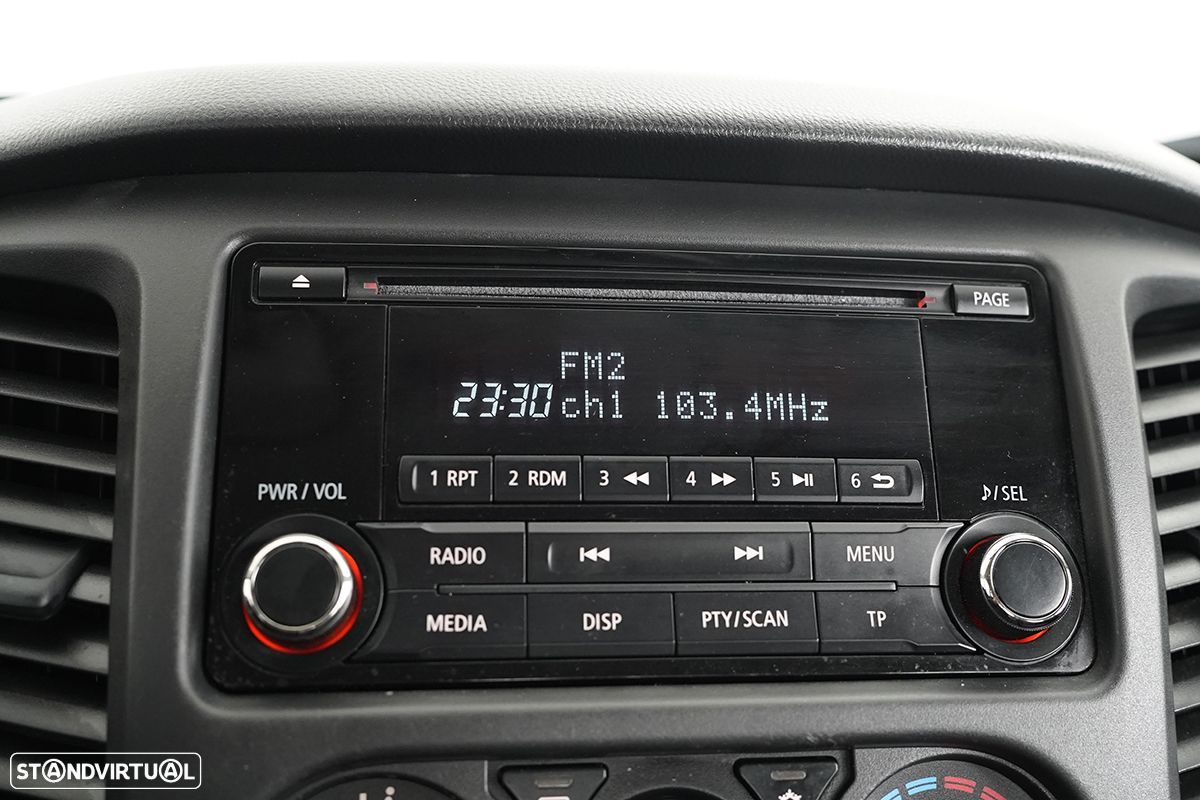 PAGE
FM2
23:30 ch1 103.4MHz
1 RPT 2 RDM 3 4 5 6
PWR / VOL
♪/SEL
RADIO MENU
MEDIA DISP PTY/SCAN TP
STANDVIRTUAL